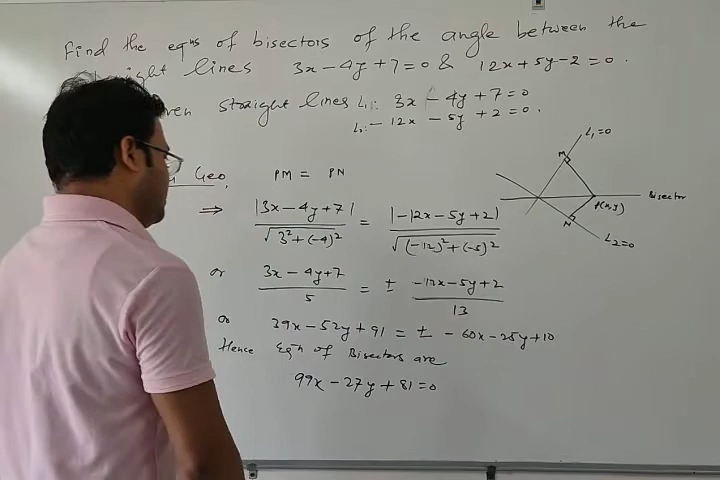 Find the eqns of bisectors of the angle between the
straight lines 3x-4y+7=0 & 12x+5y-2=0.
straight lines L₁: 3x-4y+7=0
L₂: -12x-5y+2=0.
Geo, PM = PN
⇒ |3x-4y+7| / √3²+(-4)² = |-12x-5y+2| / √(-12)²+(-5)²
or 3x-4y+7 / 5 = ± -12x-5y+2 / 13
or 39x-52y+91 = ± -60x-25y+10
Hence Eqn of Bisectors are
99x-27y+81=0
L₁=0
M
Bisector
P(x,y)
N
L₂=0